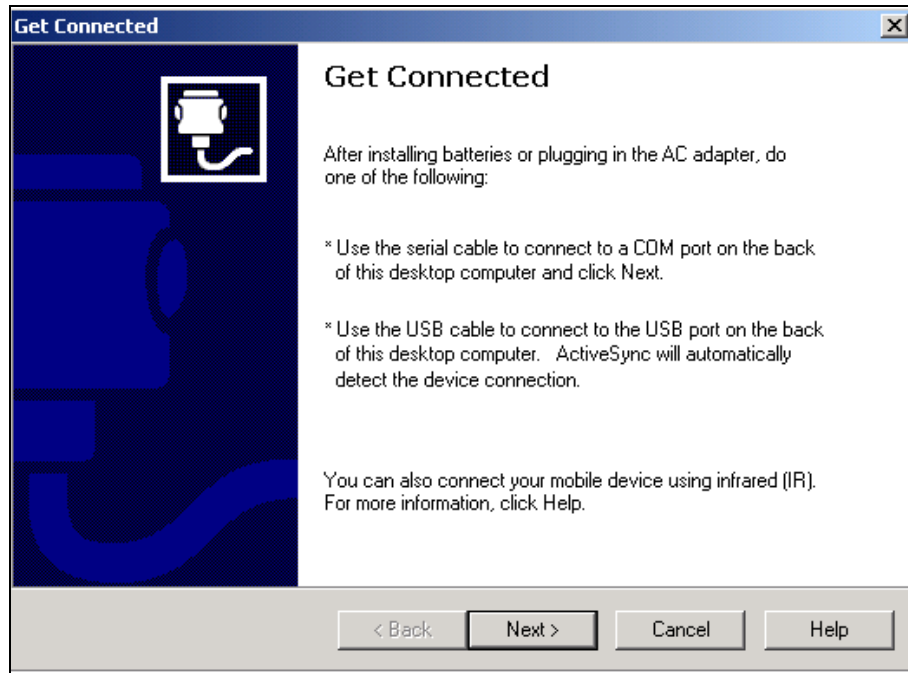 Get Connected
Get Connected
After installing batteries or plugging in the AC adapter, do
one of the following:
* Use the serial cable to connect to a COM port on the back
of this desktop computer and click Next.
* Use the USB cable to connect to the USB port on the back
of this desktop computer.   ActiveSync will automatically
detect the device connection.
You can also connect your mobile device using infrared (IR).
For more information, click Help.
< Back Next > Cancel Help